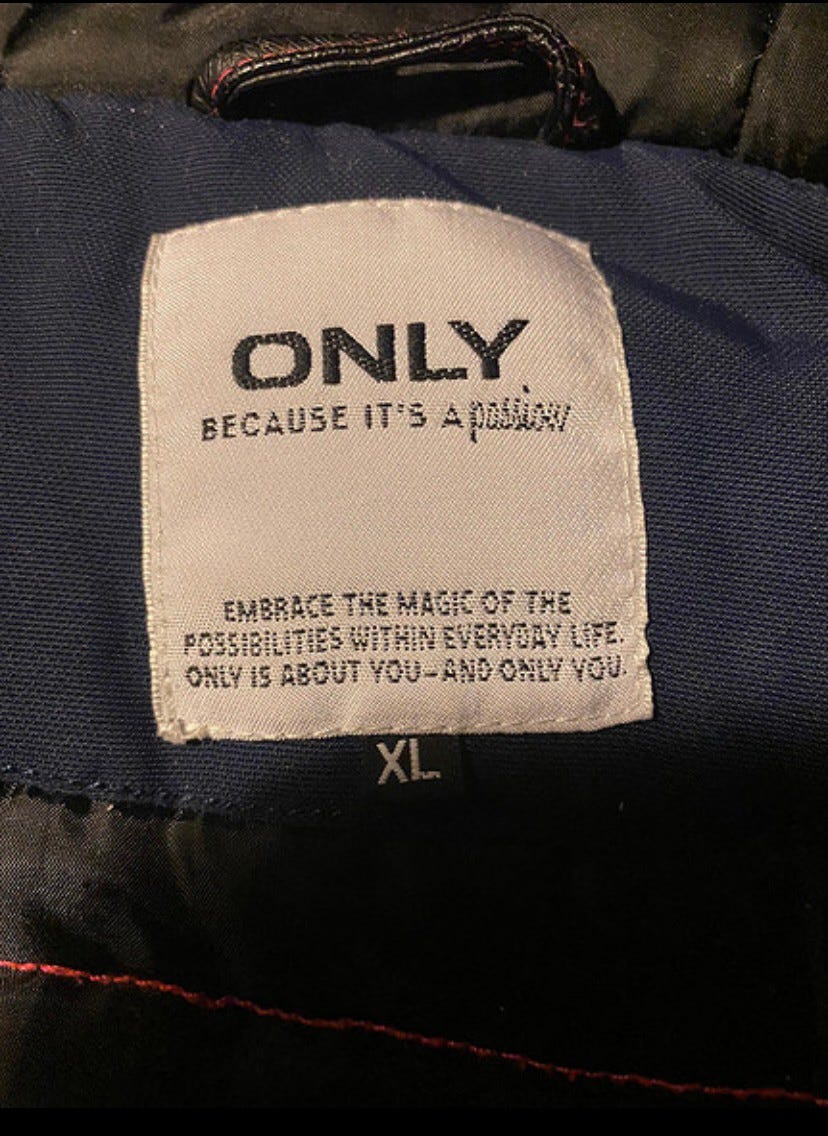 ONLY
BECAUSE IT'S A passion
EMBRACE THE MAGIC OF THE
POSSIBILITIES WITHIN EVERYDAY LIFE.
ONLY IS ABOUT YOU-AND ONLY YOU.
XL